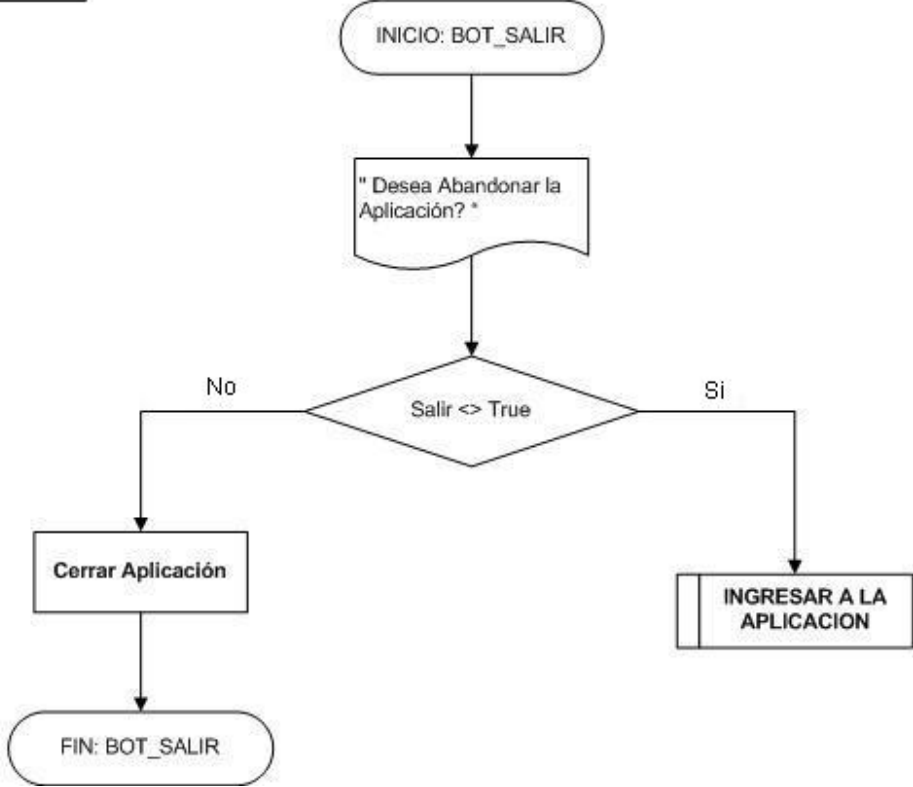 INICIO: BOT_SALIR
" Desea Abandonar la
Aplicación? "
Salir <> True
No
Si
Cerrar Aplicación
INGRESAR A LA
APLICACION
FIN: BOT_SALIR